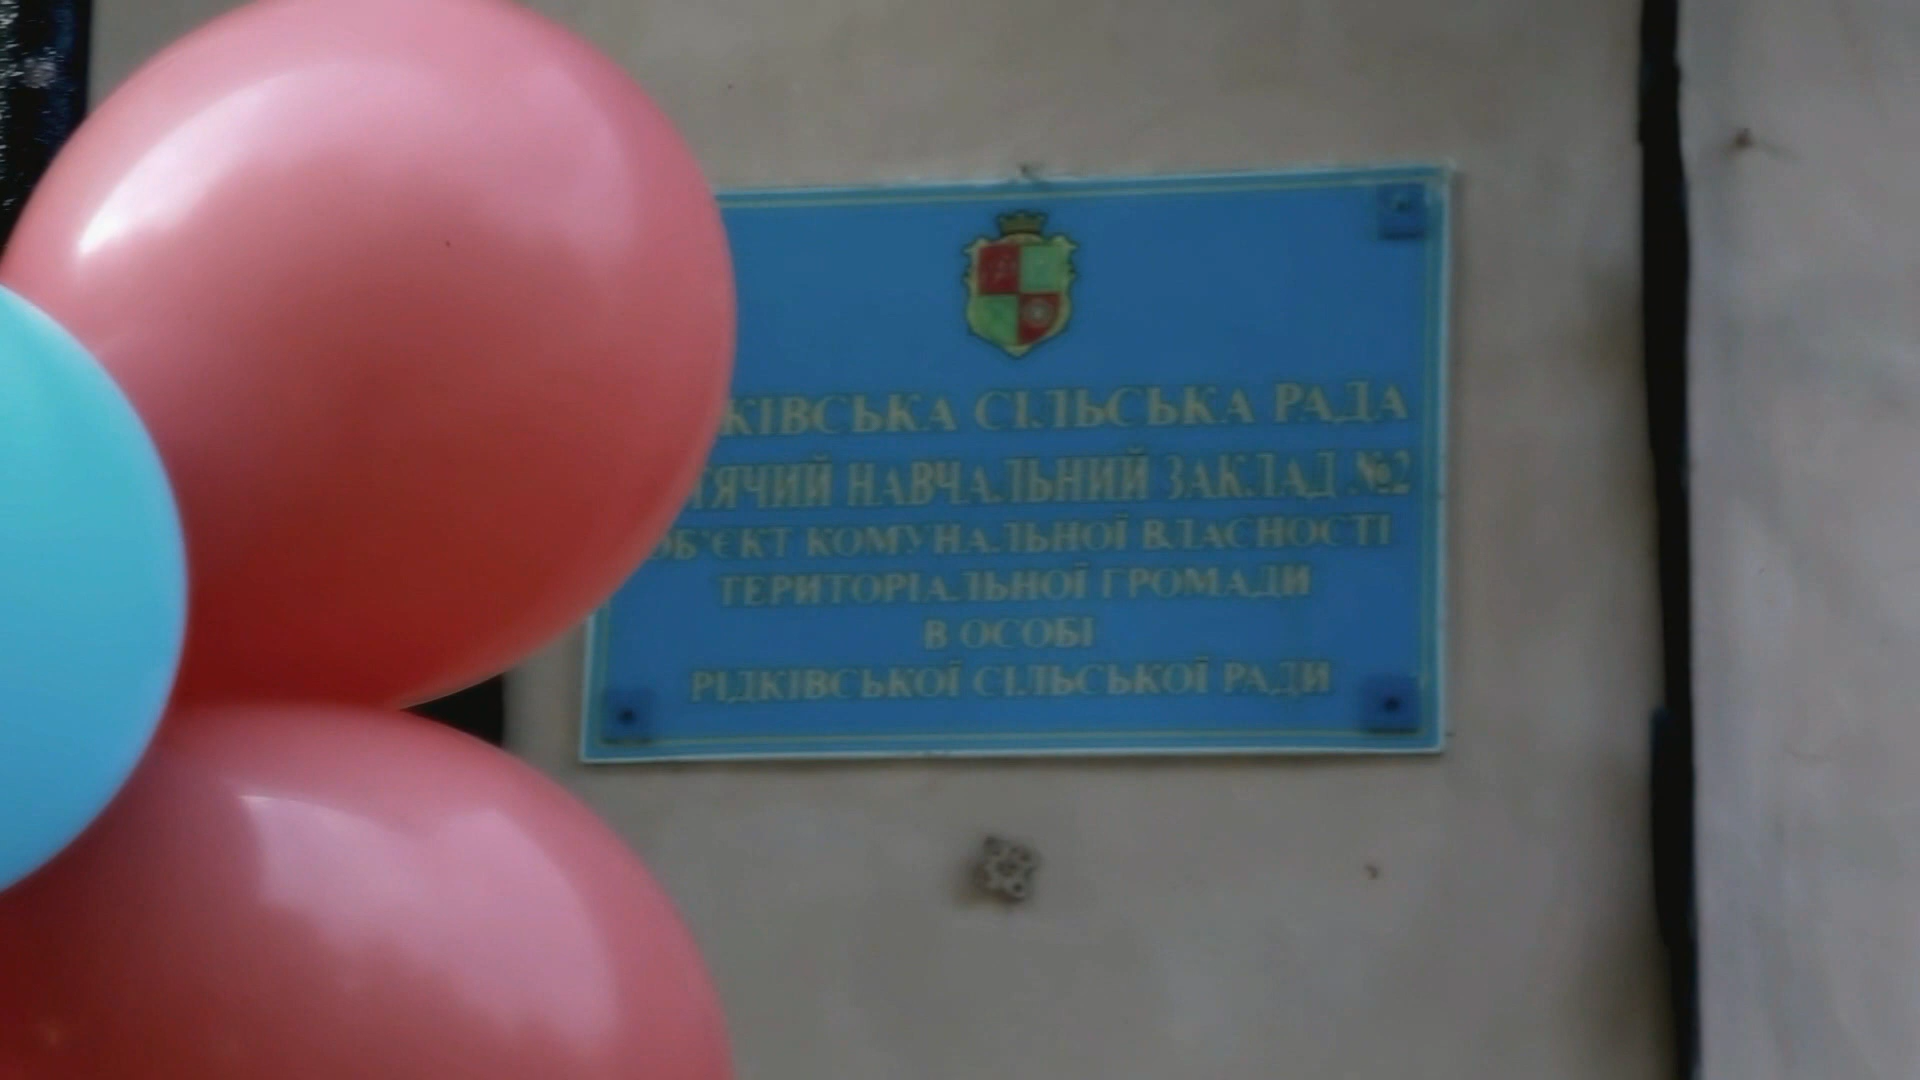 КІВСЬКА СІЛЬСЬКА РАДА
ТЯЧИЙ НАВЧАЛЬНИЙ ЗАКЛАД №2
ОБ'ЄКТ КОМУНАЛЬНОЇ ВЛАСНОСТІ
ТЕРИТОРІАЛЬНОЇ ГРОМАДИ
В ОСОБІ
РІДКІВСЬКОЇ СІЛЬСЬКОЇ РАДИ